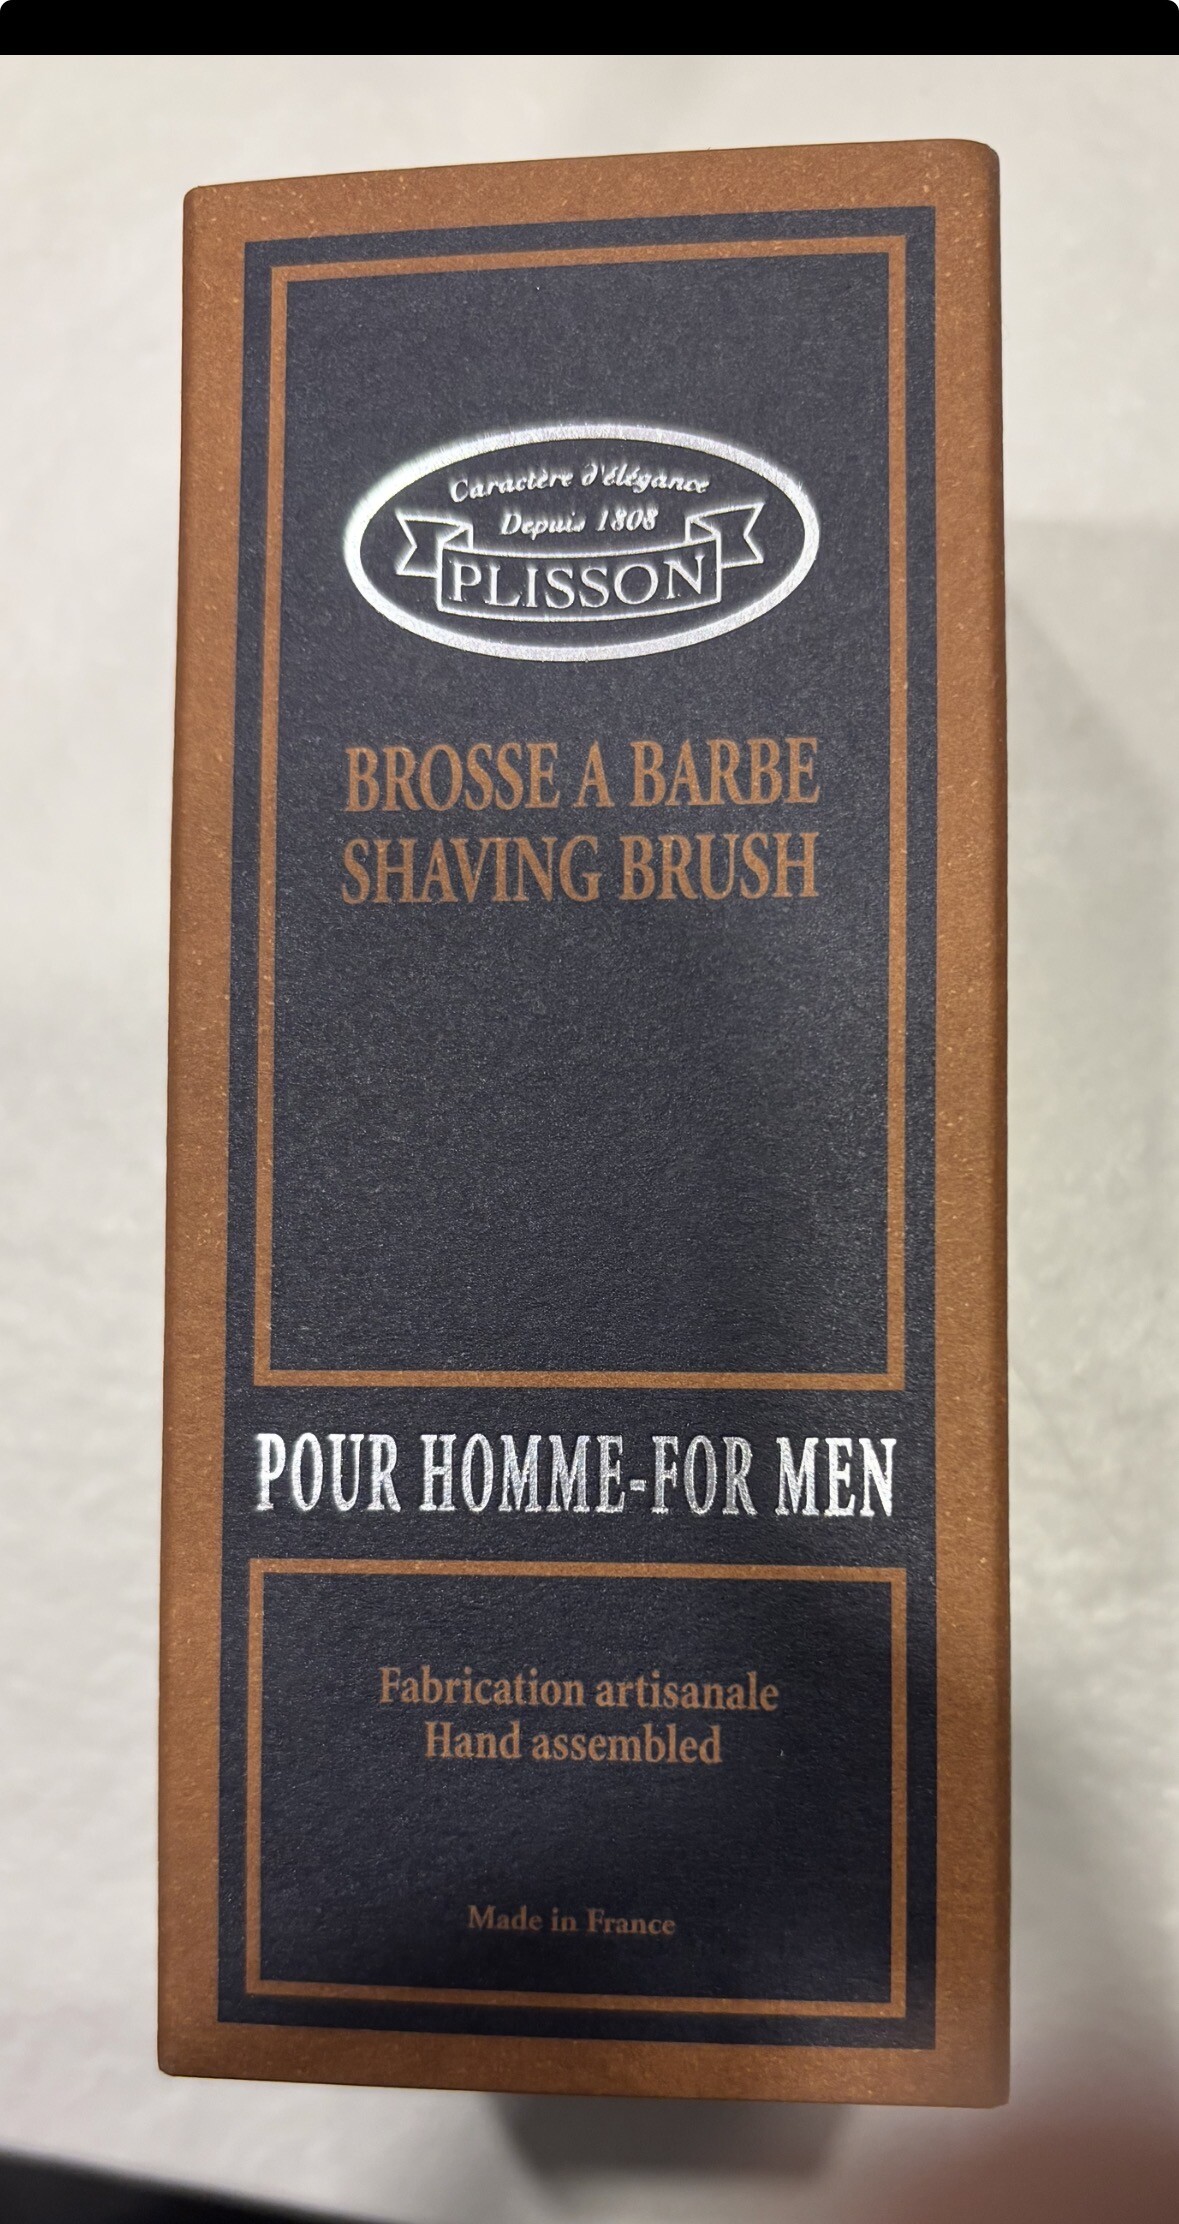 Caractère d'élégance
Depuis 1808
PLISSON
BROSSE A BARBE
SHAVING BRUSH
POUR HOMME-FOR MEN
Fabrication artisanale
Hand assembled
Made in France